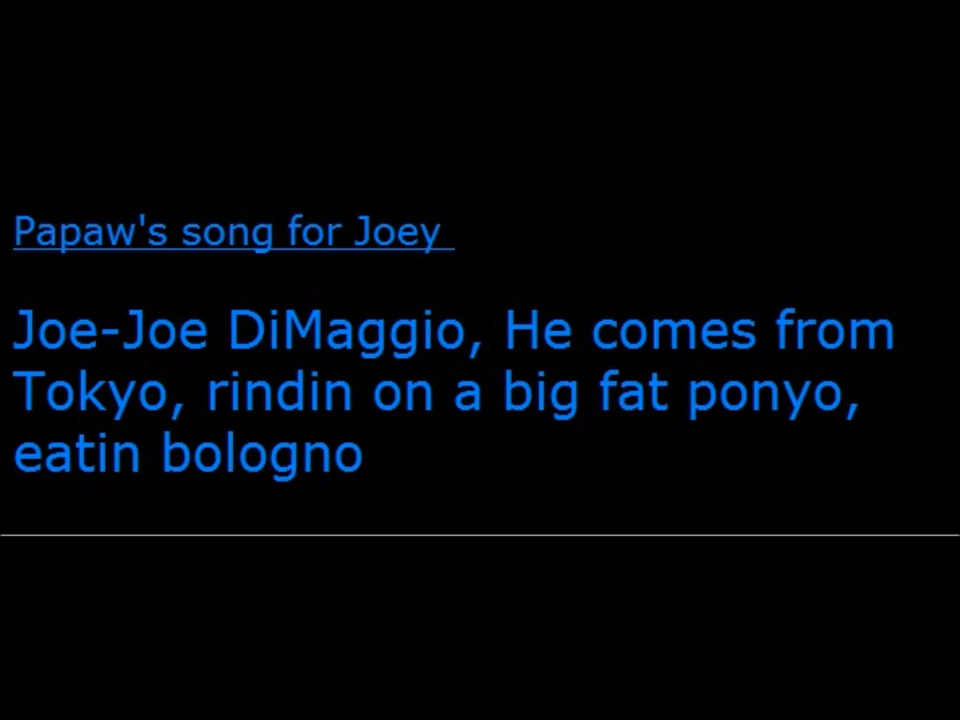 Papaw's song for Joey
Joe-Joe DiMaggio, He comes from
Tokyo, rindin on a big fat ponyo,
eatin bologno